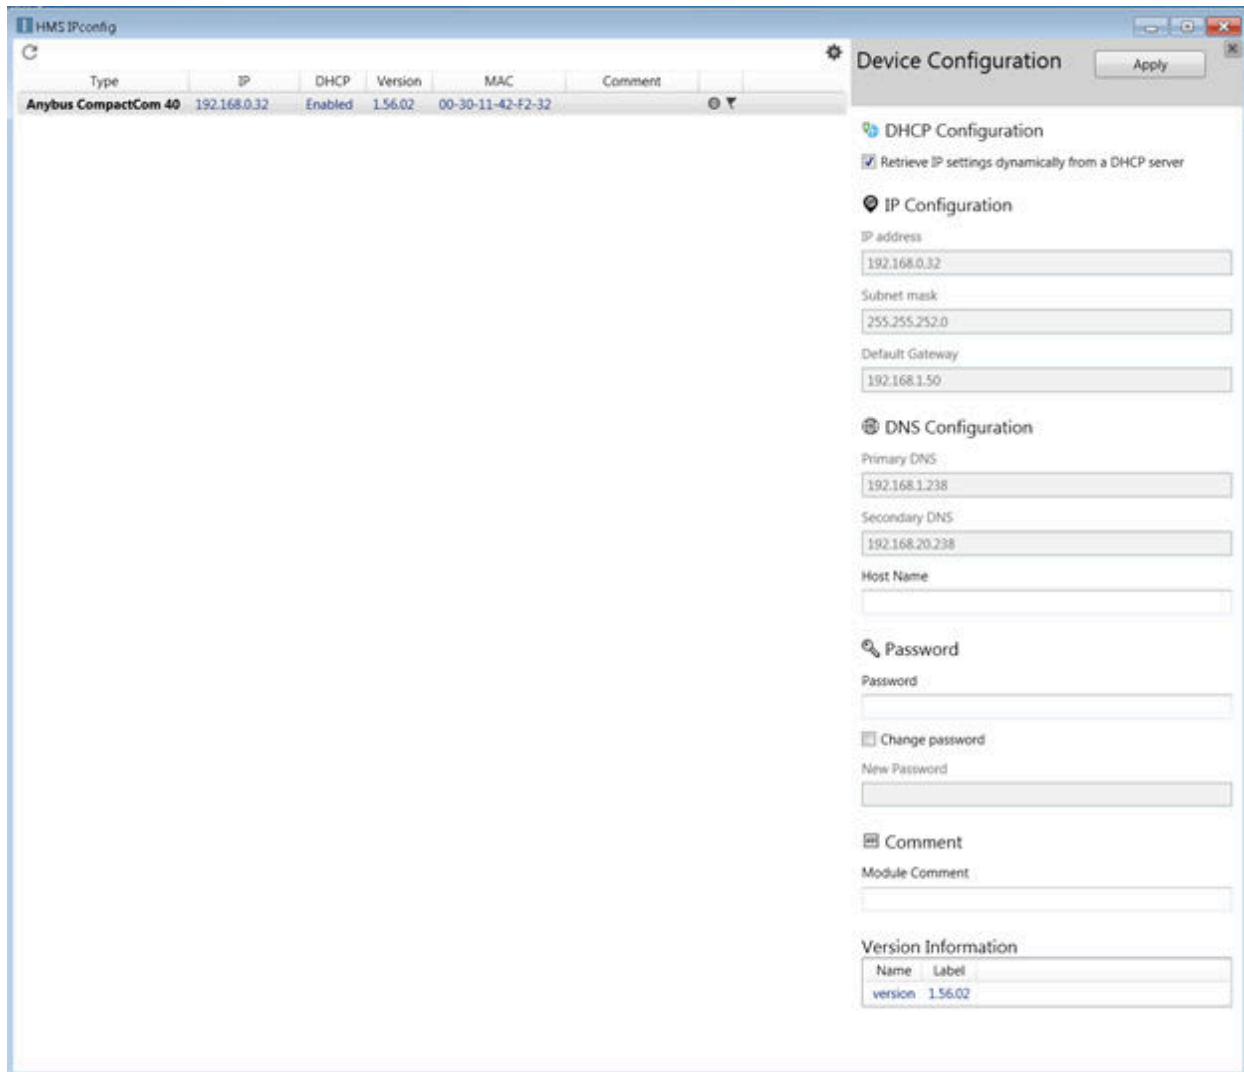 HMS IPconfig
Type IP DHCP Version MAC Comment
Anybus CompactCom 40 192.168.0.32 Enabled 1.56.02 00-30-11-42-F2-32
Device Configuration Apply
DHCP Configuration
Retrieve IP settings dynamically from a DHCP server
IP Configuration
IP address
192.168.0.32
Subnet mask
255.255.252.0
Default Gateway
192.168.1.50
DNS Configuration
Primary DNS
192.168.1.238
Secondary DNS
192.168.20.238
Host Name
Password
Password
Change password
New Password
Comment
Module Comment
Version Information
Name Label
version 1.56.02